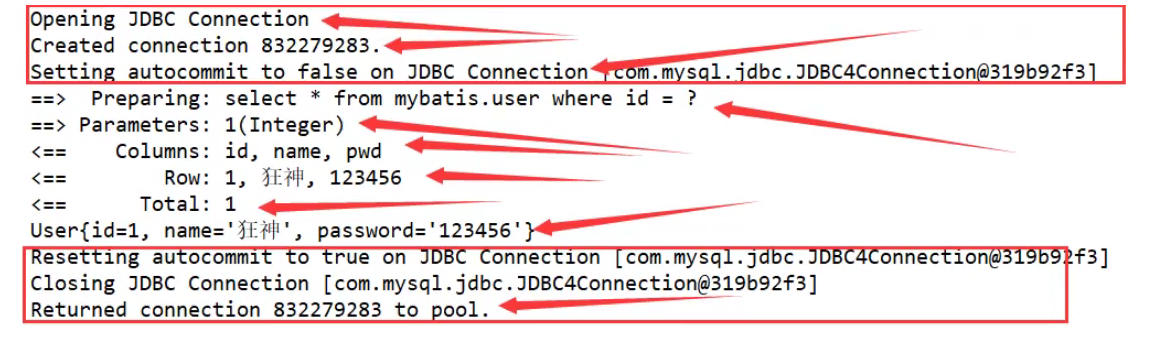 Opening JDBC Connection
Created connection 832279283.
Setting autocommit to false on JDBC Connection [com.mysql.jdbc.JDBC4Connection@319b92f3]
==>  Preparing: select * from mybatis.user where id = ?
==> Parameters: 1(Integer)
<==    Columns: id, name, pwd
<==        Row: 1, 狂神, 123456
<==      Total: 1
User{id=1, name='狂神', password='123456'}
Resetting autocommit to true on JDBC Connection [com.mysql.jdbc.JDBC4Connection@319b92f3]
Closing JDBC Connection [com.mysql.jdbc.JDBC4Connection@319b92f3]
Returned connection 832279283 to pool.